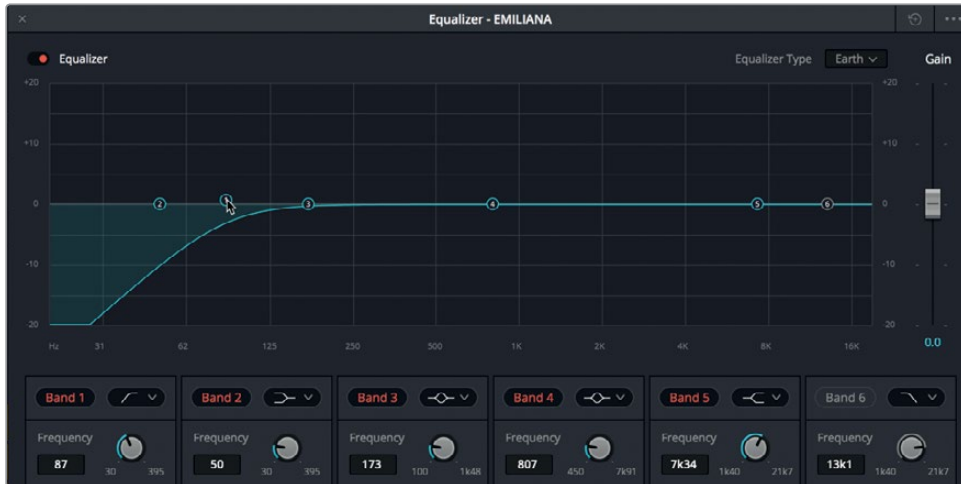 × Equalizer - EMILIANA
Equalizer Equalizer Type Earth Gain
+20 +20
+10 +10
0 2 3 4 5 6 0
-10 -10
20 20
Hz 31 62 125 250 500 1K 2K 4K 8K 16K 0.0
Band 1 Band 2 Band 3 Band 4 Band 5 Band 6
Frequency Frequency Frequency Frequency Frequency Frequency
87 50 173 807 7k34 13k1
30 395 30 395 100 1k48 450 7k91 1k40 21k7 1k40 21k7